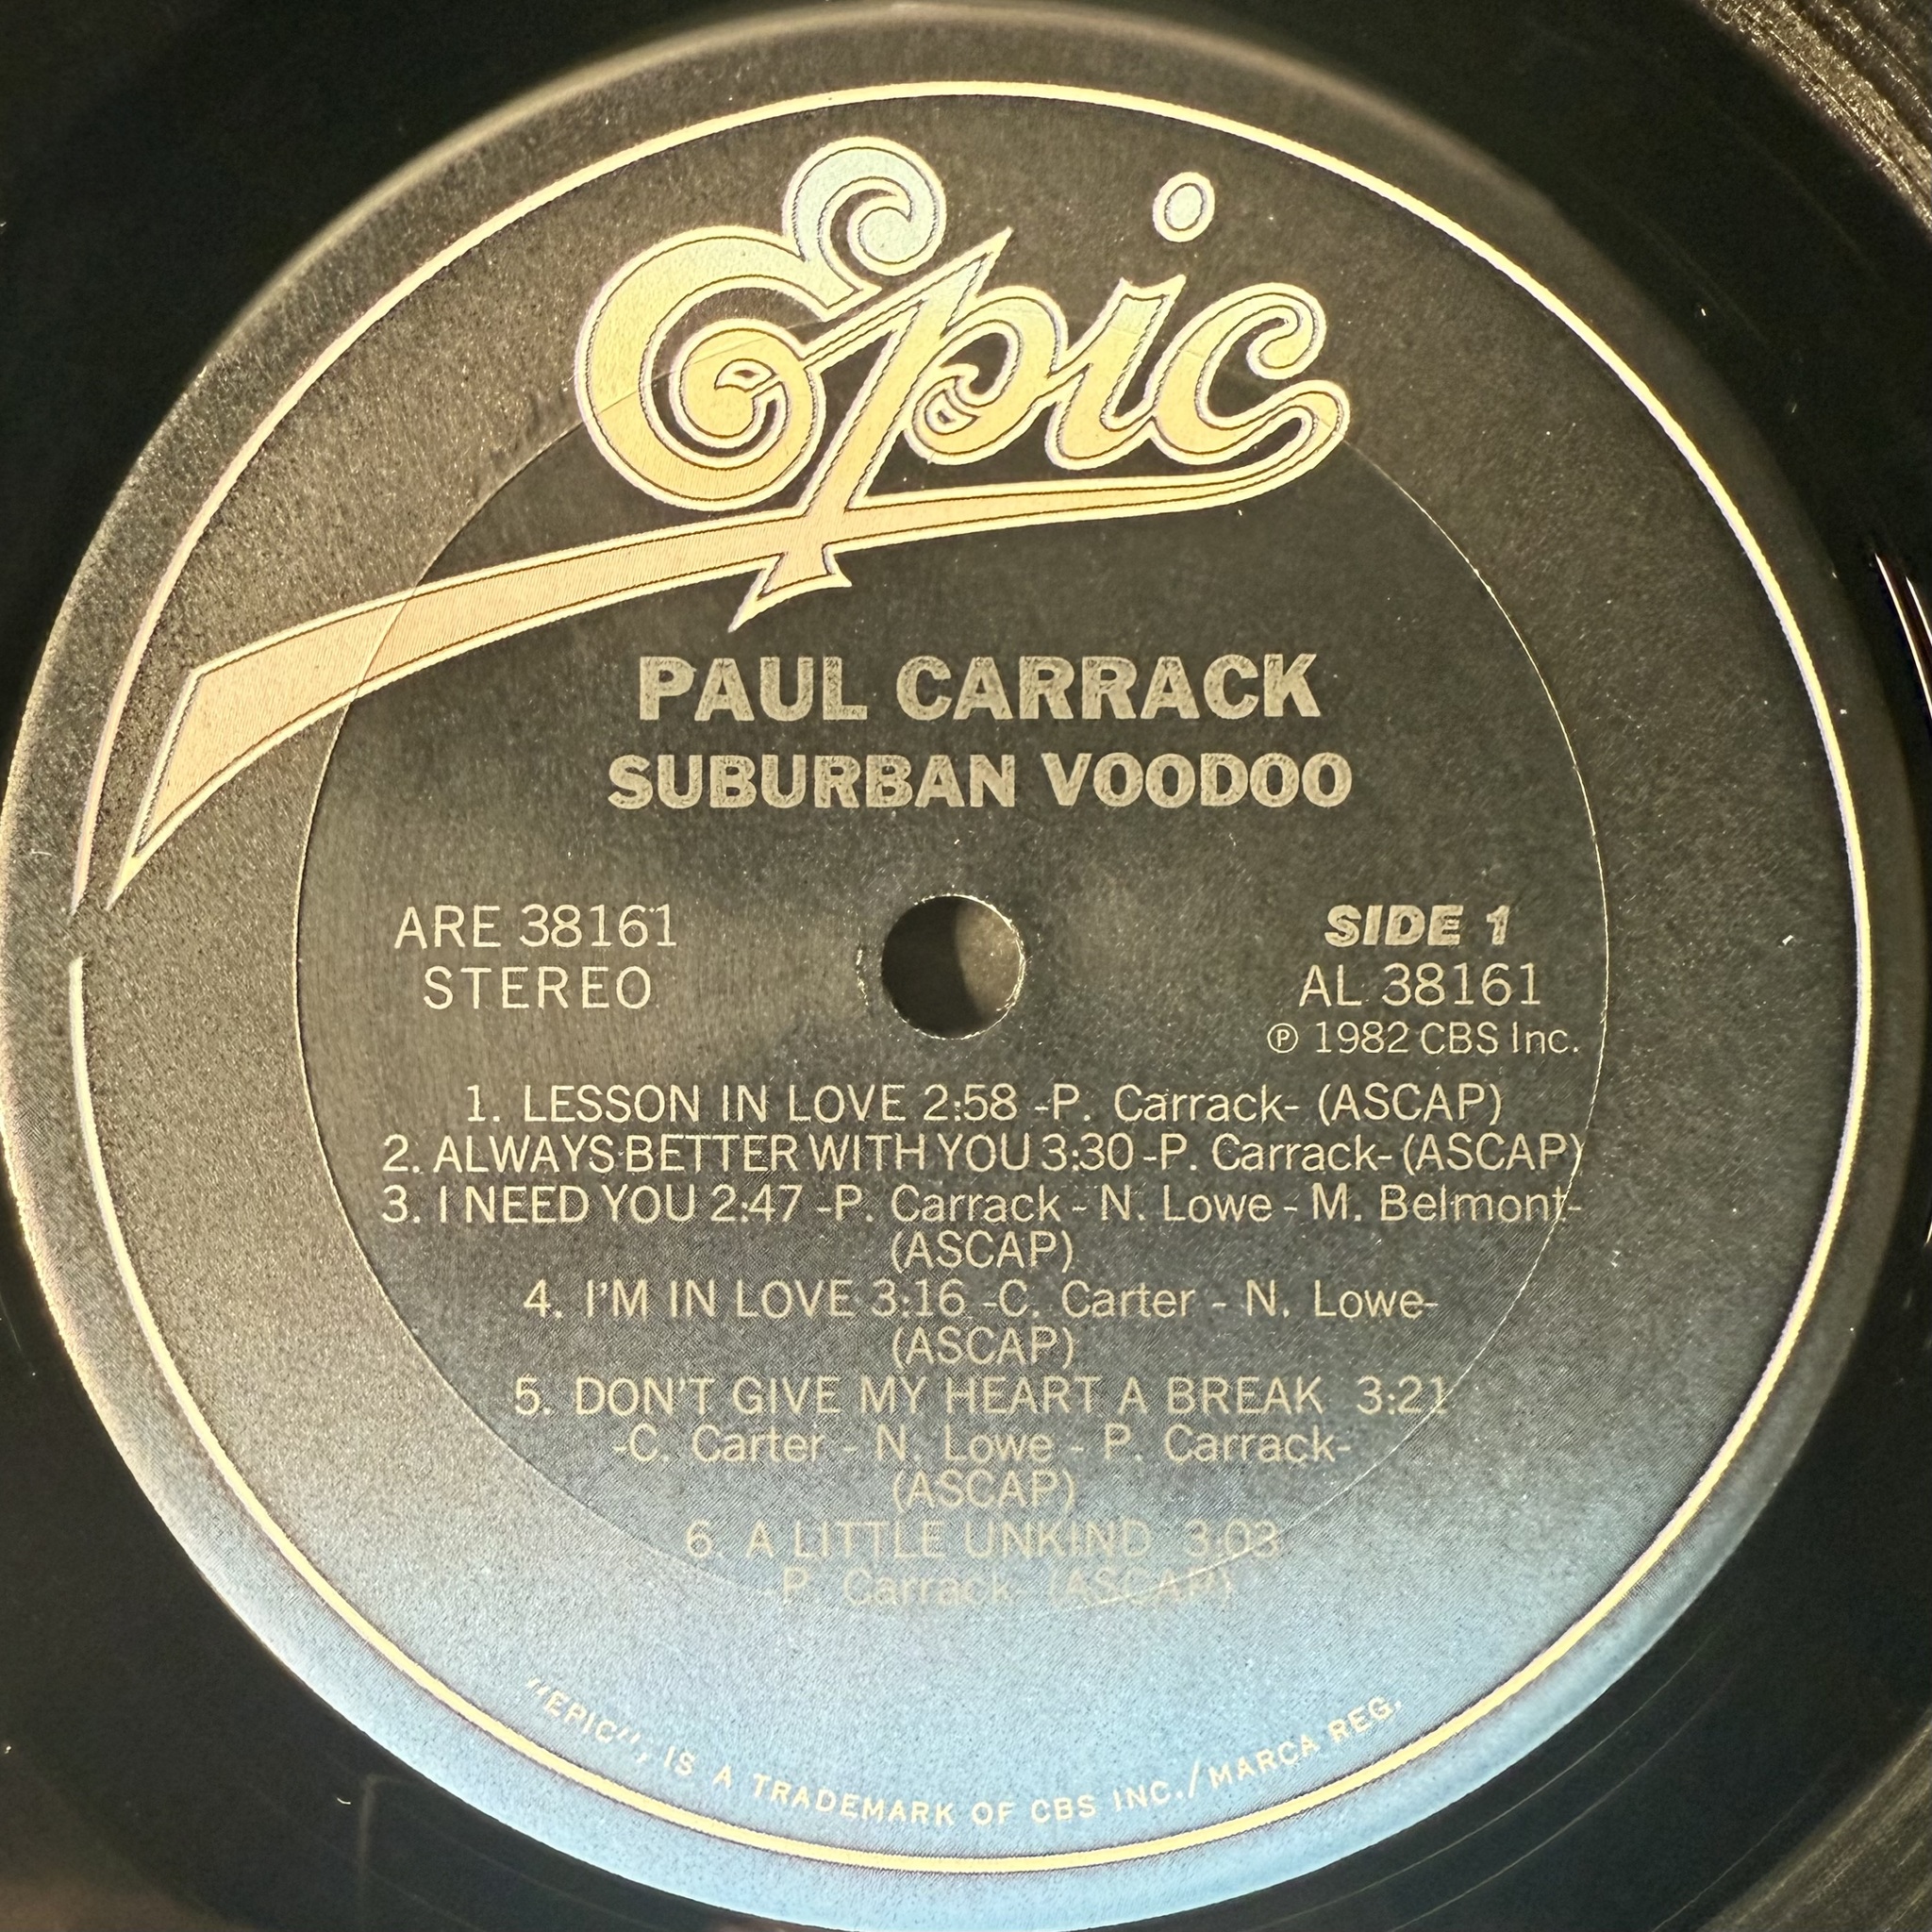 Epic
PAUL CARRACK
SUBURBAN VOODOO
ARE 38161
STEREO
SIDE 1
AL 38161
℗ 1982 CBS Inc.
1. LESSON IN LOVE 2:58 -P. Carrack- (ASCAP)
2. ALWAYS BETTER WITH YOU 3:30 -P. Carrack- (ASCAP)
3. I NEED YOU 2:47 -P. Carrack - N. Lowe - M. Belmont-
(ASCAP)
4. I'M IN LOVE 3:16 -C. Carter - N. Lowe-
(ASCAP)
5. DON'T GIVE MY HEART A BREAK 3:21
-C. Carter - N. Lowe - P. Carrack-
(ASCAP)
6. A LITTLE UNKIND 3:03
-P. Carrack- (ASCAP)
"EPIC", IS A TRADEMARK OF CBS INC./MARCA REG.